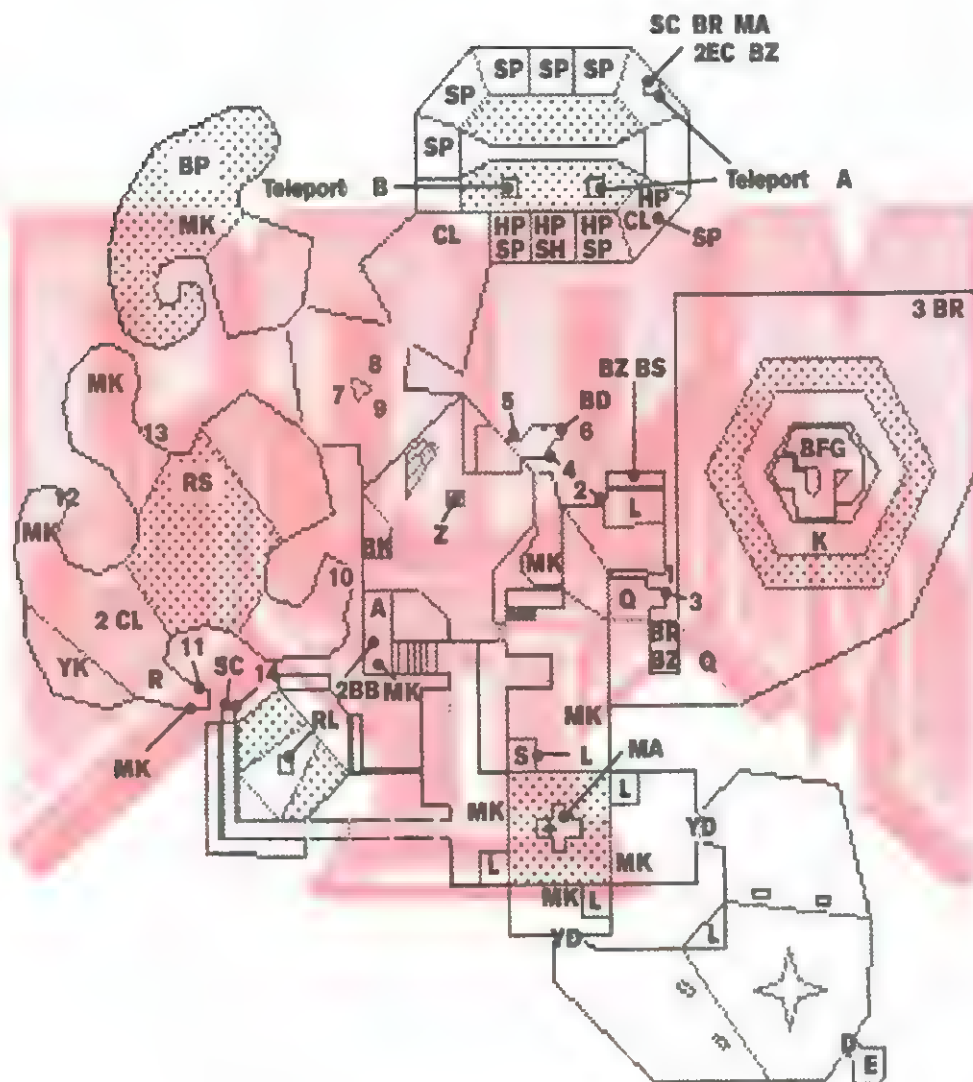 SC BR MA
2EC BZ
SP SP SP
SP
SP
BP
Teleport B
Teleport A
HP
MK
CL
HP HP HP
CL
SP
SP SH SP
3 BR
8
BZ BS
MK
7
9
5
BD
6
13
BFG
4
RS
2
12
L
MK
Z
K
BH
MK
10
Q
3
A
2 CL
BR
11
YK
R
SC
14
BZ
Q
2BB
MK
RL
MK
MK
S
L
MA
L
MK
YD
L
MK
MK
L
YD
L
D
E